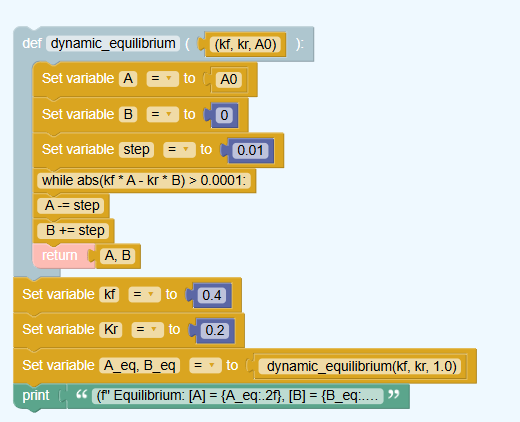 def dynamic_equilibrium ( (kf, kr, A0) ):
Set variable A = to A0
Set variable B = to 0
Set variable step = to 0.01
while abs(kf * A - kr * B) > 0.0001:
A -= step
B += step
return A, B
Set variable kf = to 0.4
Set variable Kr = to 0.2
Set variable A_eq, B_eq = to dynamic_equilibrium(kf, kr, 1.0)
print “ (f" Equilibrium: [A] = {A_eq:.2f}, [B] = {B_eq:.... ”